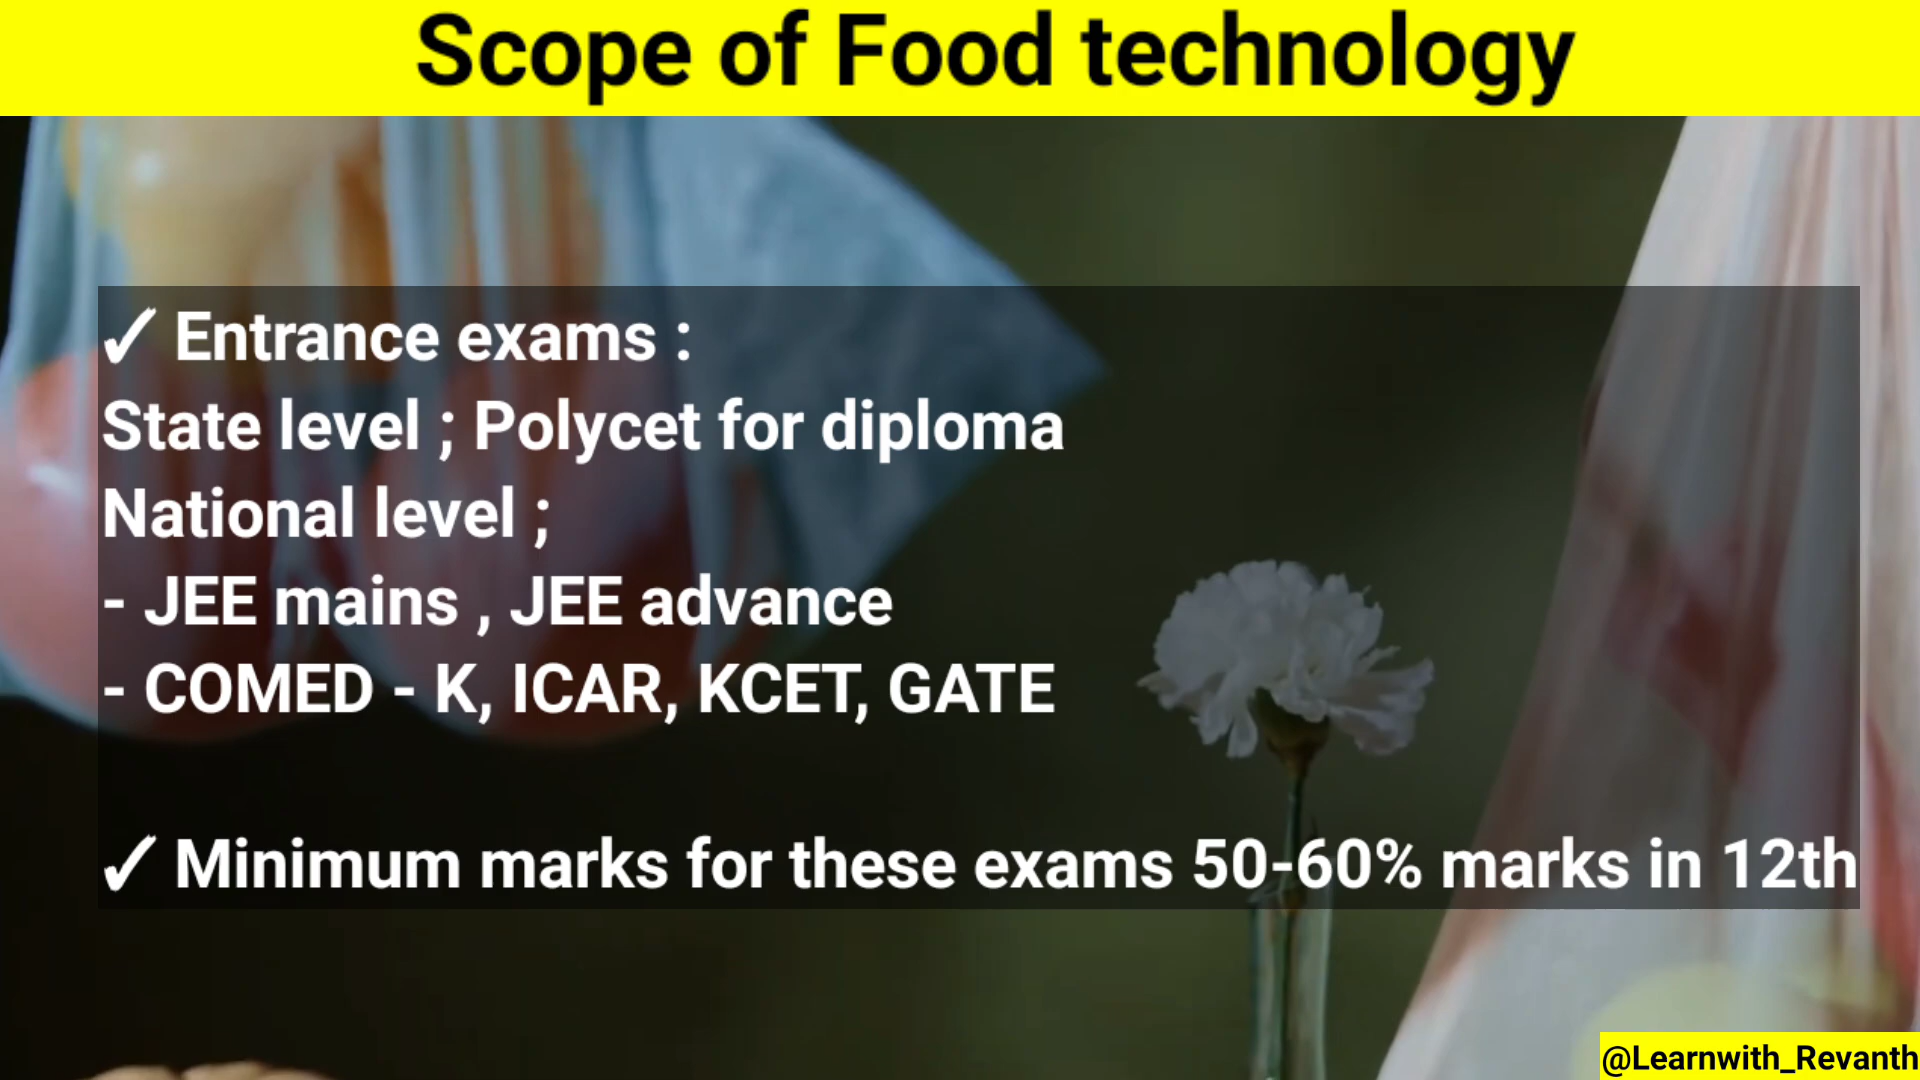 Scope of Food technology
✓ Entrance exams :
State level ; Polycet for diploma
National level ;
- JEE mains , JEE advance
- COMED - K, ICAR, KCET, GATE
✓ Minimum marks for these exams 50-60% marks in 12th
@Learnwith_Revanth